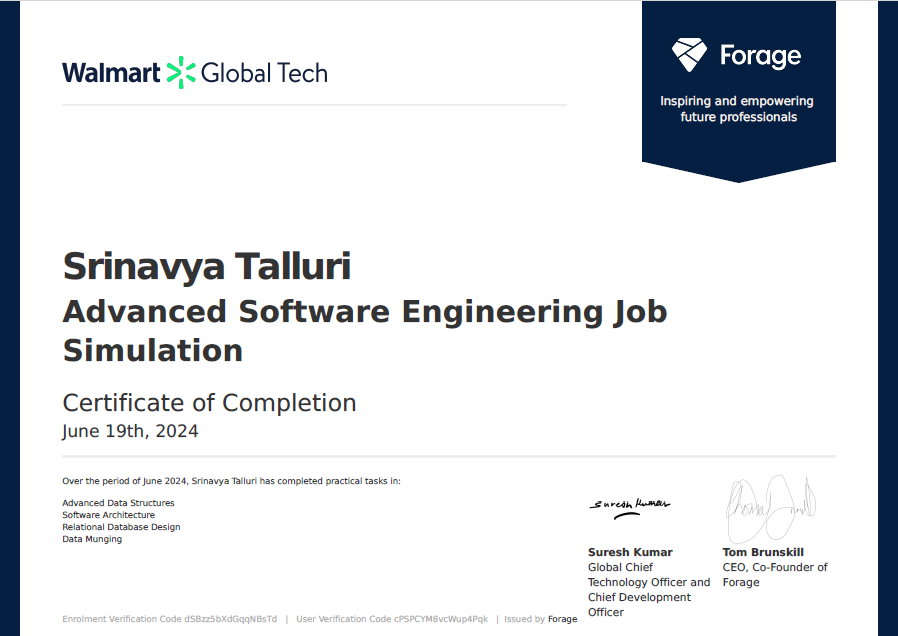 Walmart Global Tech
Forage
Inspiring and empowering
future professionals
Srinavya Talluri
Advanced Software Engineering Job
Simulation
Certificate of Completion
June 19th, 2024
Over the period of June 2024, Srinavya Talluri has completed practical tasks in:
Advanced Data Structures
Software Architecture
Relational Database Design
Data Munging
Suresh Kumar
Suresh Kumar
Global Chief
Technology Officer and
Chief Development
Officer
Tom Brunskill
CEO, Co-Founder of
Forage
Enrolment Verification Code dSBzz5bXdGqqNBsTd | User Verification Code cPSPCYM8vcWup4Pqk | Issued by Forage